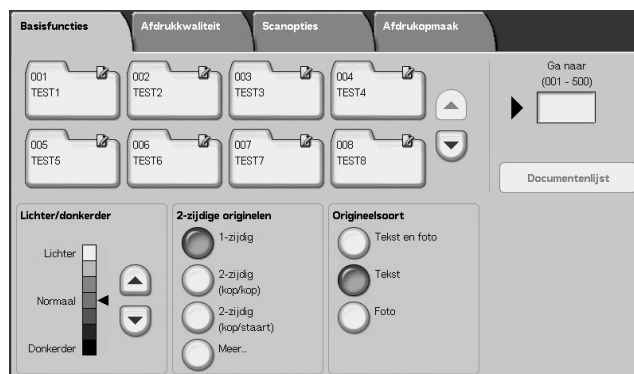 Basisfuncties
Afdrukkwaliteit
Scanopties
Afdrukopmaak
001
TEST1
002
TEST2
003
TEST3
004
TEST4
005
TEST5
006
TEST6
007
TEST7
008
TEST8
Ga naar
(001 - 500)
Documentenlijst
Lichter/donkerder
Lichter
Normaal
Donkerder
2-zijdige originelen
1-zijdig
2-zijdig
(kop/kop)
2-zijdig
(kop/staart)
Meer...
Origineelsoort
Tekst en foto
Tekst
Foto